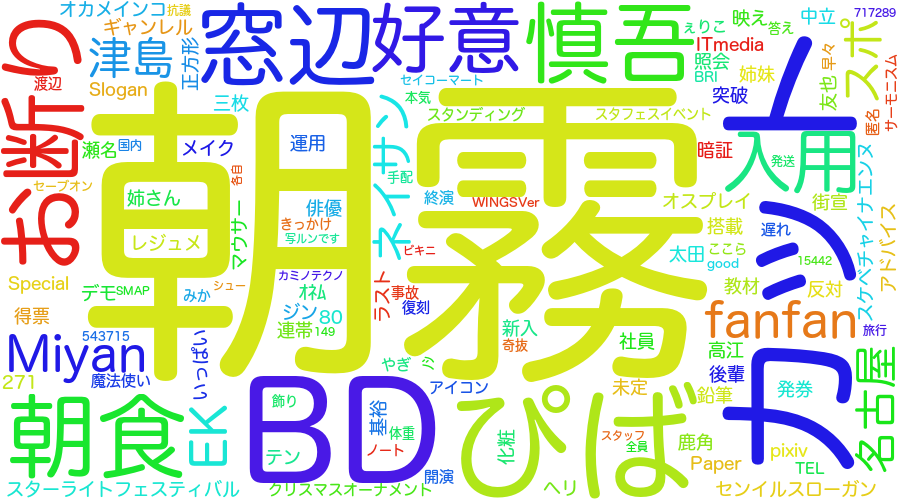 オカメインコ
抗議
ギャンレル
渡辺
お断り
津島
Slogan
正方形
窓辺
好意
セイコーマート
慎吾
ぇりこ
映え
答え
中立
717289
ITmedia
照会
BRI
姉妹
友也
早々
スポ
匿名
サーモニスム
三枚
本気
スタンディング
スタフェスイベント
突破
朝霧
瀬名
国内
メイク
運用
ネイサン
手配
終演
WINGSVer
暗証
入用
発送
カット
セーブオン
各自
姉さん
レジュメ
マウサー
俳優
きっかけ
写ルンです
ビキニ
オスプレイ
搭載
街宣
遅れ
スケベチャイナエンヌ
アドバイス
太田
ここら
good
15442
教材
反対
旅行
Special
デモ
SMAP
みか
シュー
カミノテクノ
ｵﾈﾑ
ジン
80
ラスト
事故
復刻
得票
543715
連帯
149
新入
奇抜
社員
fanfan
Miyan
271
魔法使い
いっぱい
やぎ
アイコン
未定
高江
後輩
鉛筆
発券
名古屋
朝食
EK
BD
飾り
テン
基裕
体重
ノート
ぴば
化粧
スタッフ
全員
鹿角
pixiv
Paper
TEL
スターライトフェスティバル
クリスマスオーナメント
開演
ヘリ
センイルスローガン